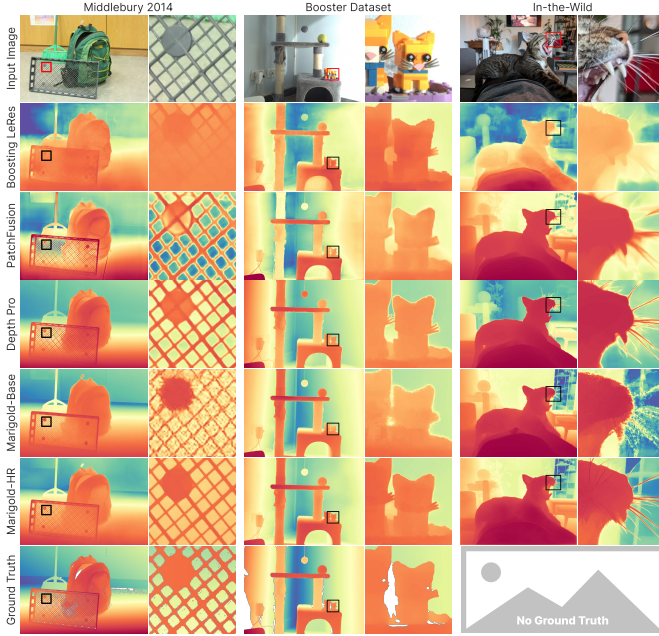 Middlebury 2014
Booster Dataset
In-the-Wild
Input Image
Boosting LeRes
PatchFusion
Depth Pro
Marigold-Base
Marigold-HR
Ground Truth
No Ground Truth